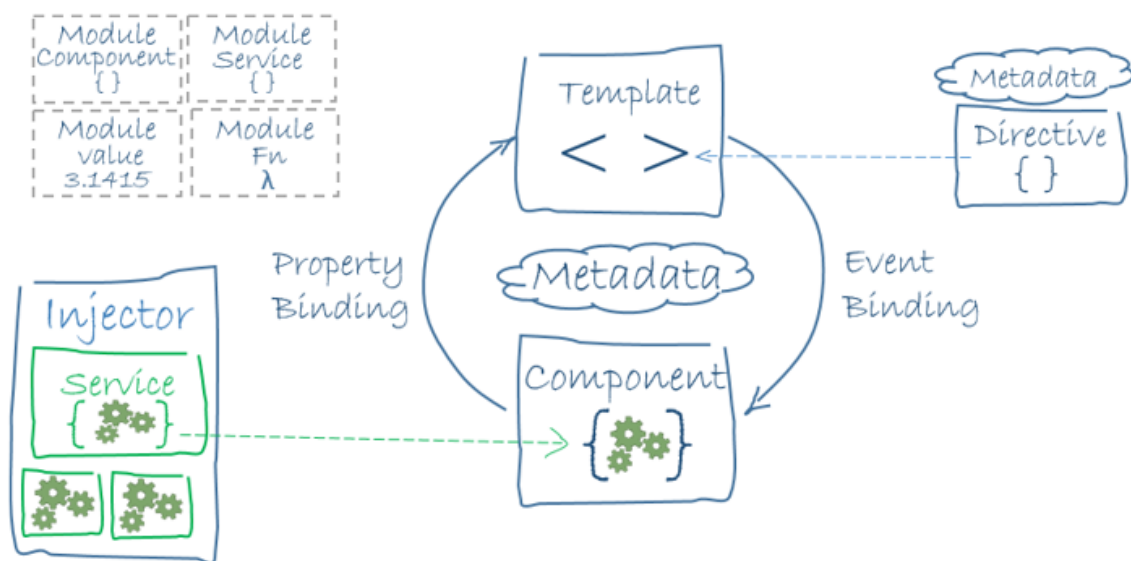 Module
Component
{ }
Module
Service
{ }
Module
value
3.1415
Module
Fn
λ
Template
< >
Metadata
Directive
{ }
Property
Binding
Metadata
Event
Binding
Injector
Service
{ }
Component
{ }